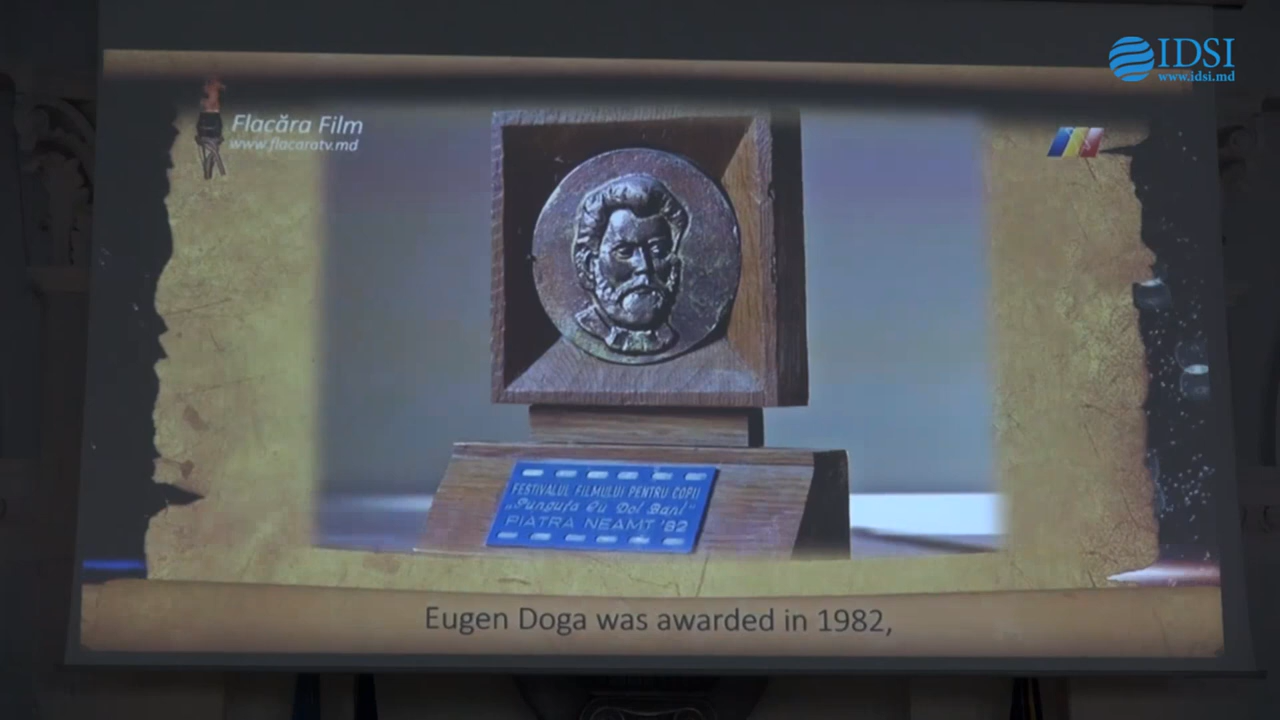 IDSI
www.idsi.md
Flacăra Film
www.flacaratv.md
FESTIVALUL FILMULUI PENTRU COPII
„Punguța Cu Doi Bani"
PIATRA NEAMT '82
Eugen Doga was awarded in 1982,